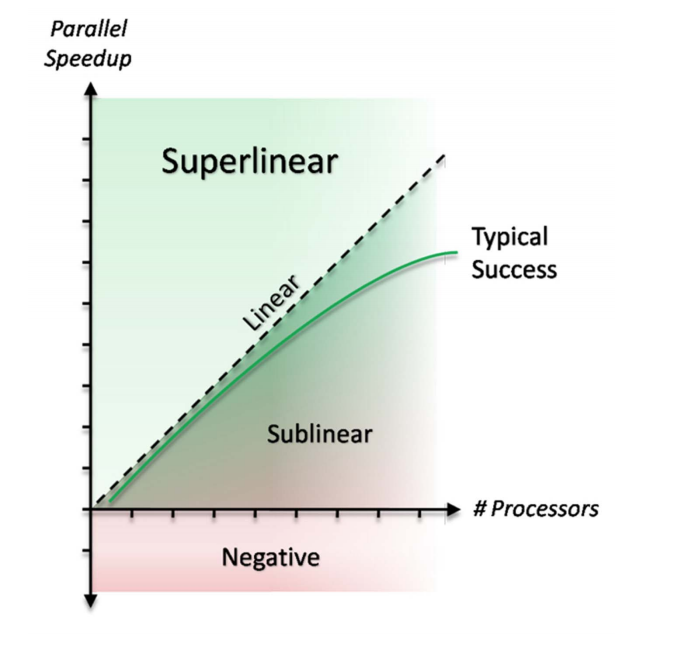 Parallel
Speedup
Superlinear
Linear
Typical
Success
Sublinear
# Processors
Negative